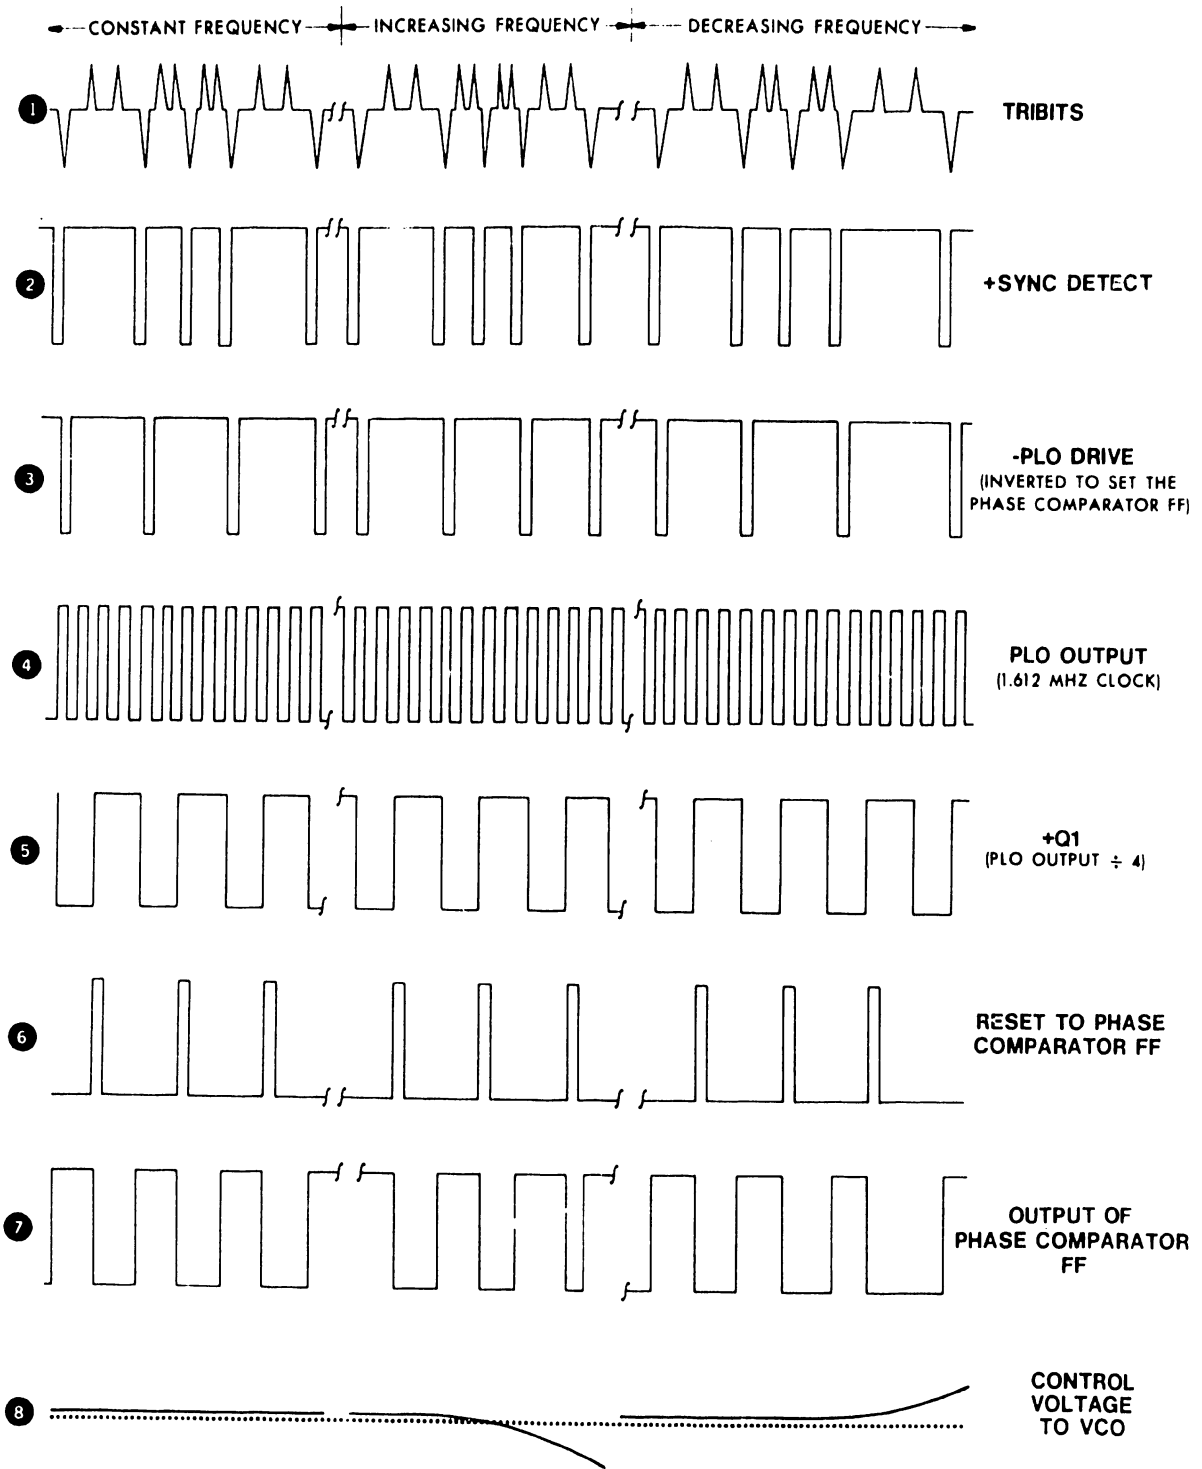 CONSTANT FREQUENCY INCREASING FREQUENCY DECREASING FREQUENCY
1 TRIBITS
2 +SYNC DETECT
3 -PLO DRIVE
(INVERTED TO SET THE
PHASE COMPARATOR FF)
4 PLO OUTPUT
(1.612 MHZ CLOCK)
5 +Q1
(PLO OUTPUT ÷ 4)
6 RESET TO PHASE
COMPARATOR FF
7 OUTPUT OF
PHASE COMPARATOR
FF
8 CONTROL
VOLTAGE
TO VCO